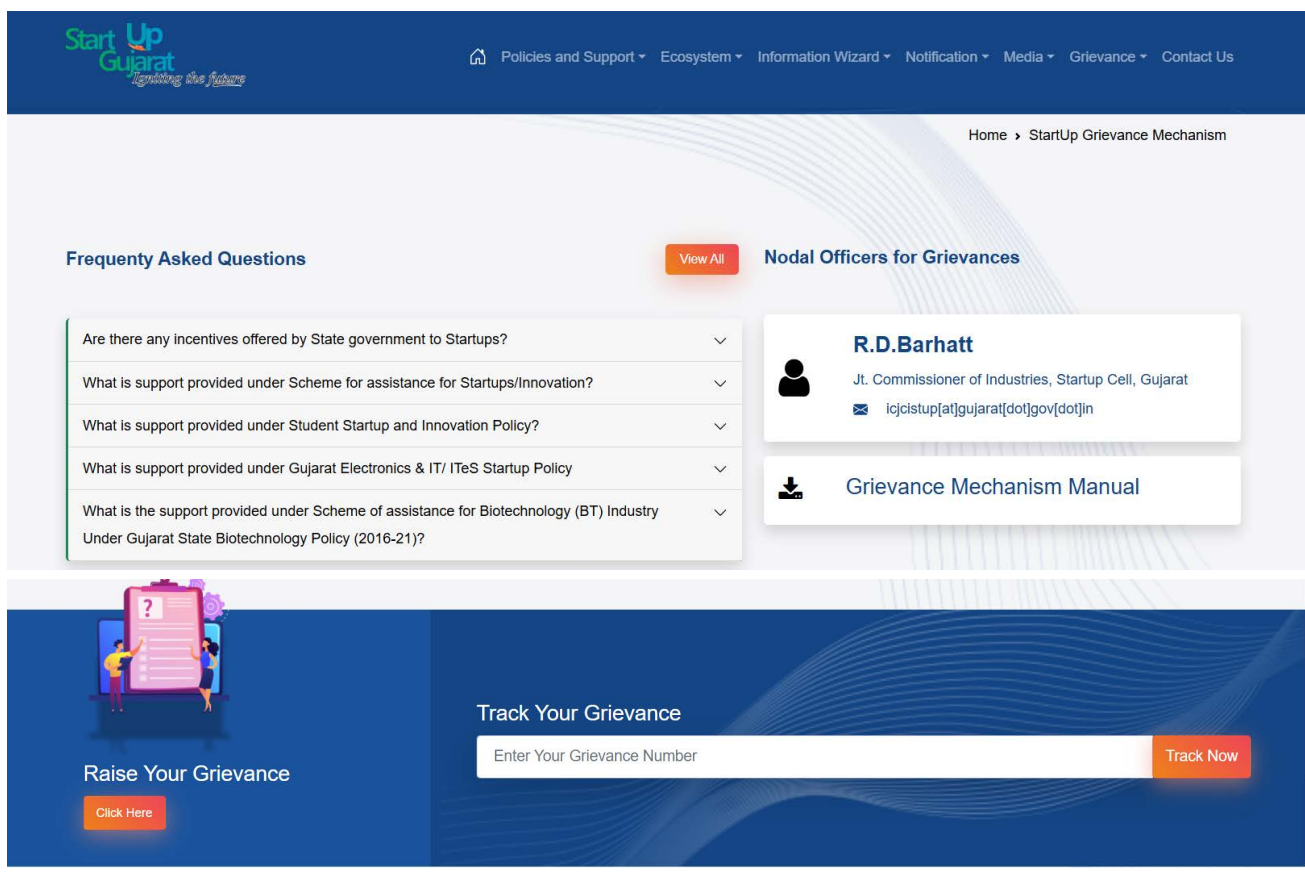 Start Up
Gujarat
Igniting the future
Policies and Support
Ecosystem
Information Wizard
Notification
Media
Grievance
Contact Us
Home › StartUp Grievance Mechanism
Frequenty Asked Questions
View All
Are there any incentives offered by State government to Startups?
What is support provided under Scheme for assistance for Startups/Innovation?
What is support provided under Student Startup and Innovation Policy?
What is support provided under Gujarat Electronics & IT/ ITeS Startup Policy
What is the support provided under Scheme of assistance for Biotechnology (BT) Industry
Under Gujarat State Biotechnology Policy (2016-21)?
Nodal Officers for Grievances
R.D.Barhatt
Jt. Commissioner of Industries, Startup Cell, Gujarat
icjcistup[at]gujarat[dot]gov[dot]in
Grievance Mechanism Manual
?
Raise Your Grievance
Click Here
Track Your Grievance
Enter Your Grievance Number
Track Now